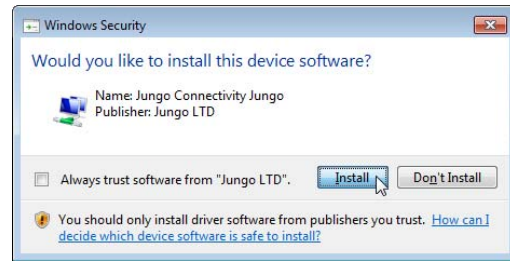 Windows Security
Would you like to install this device software?
Name: Jungo Connectivity Jungo
Publisher: Jungo LTD
Always trust software from "Jungo LTD".
Install
Don't Install
You should only install driver software from publishers you trust. How can I
decide which device software is safe to install?